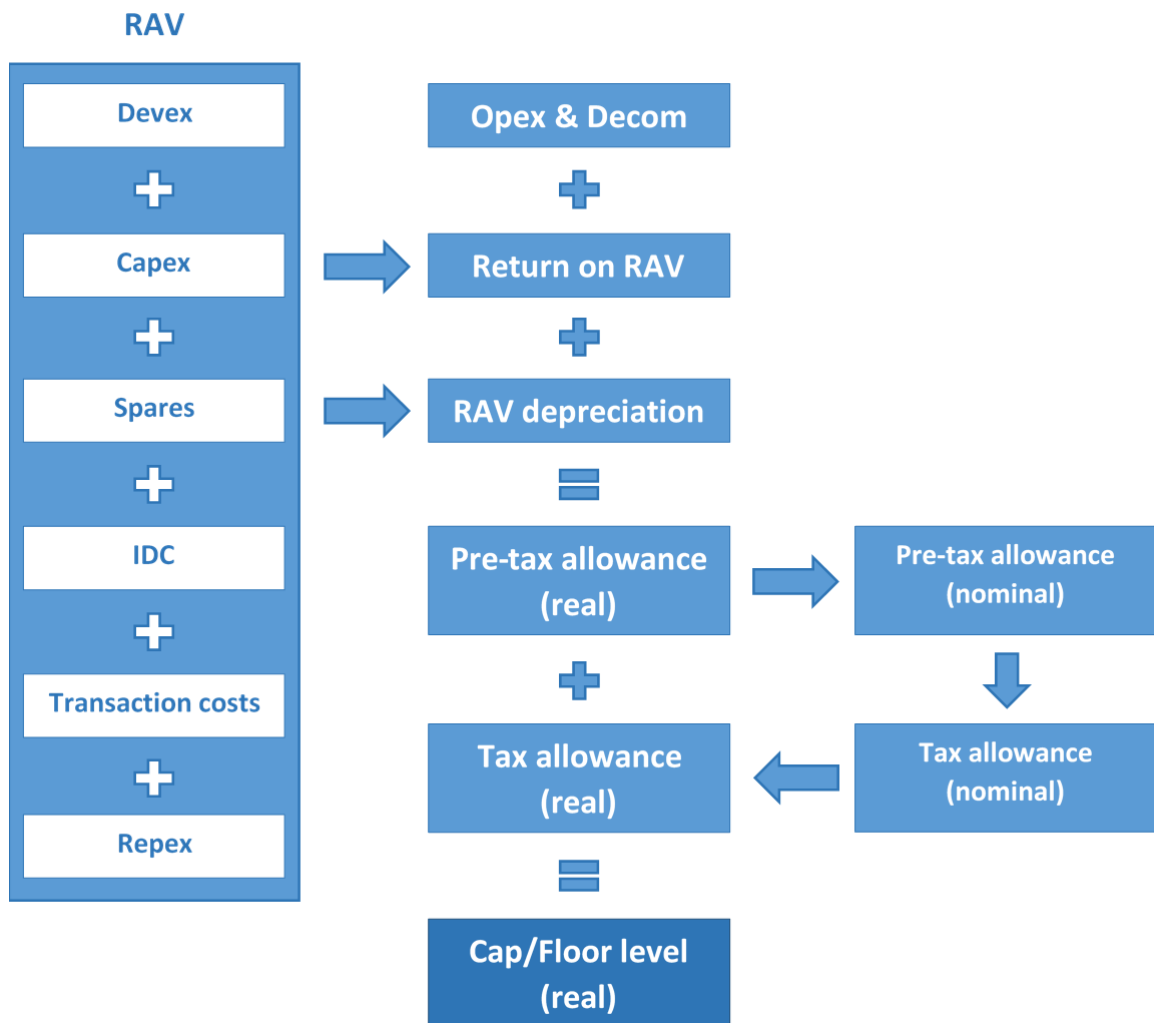 RAV
Devex
Capex
Spares
IDC
Transaction costs
Repex
Opex & Decom
Return on RAV
RAV depreciation
Pre-tax allowance
(real)
Tax allowance
(real)
Cap/Floor level
(real)
Pre-tax allowance
(nominal)
Tax allowance
(nominal)